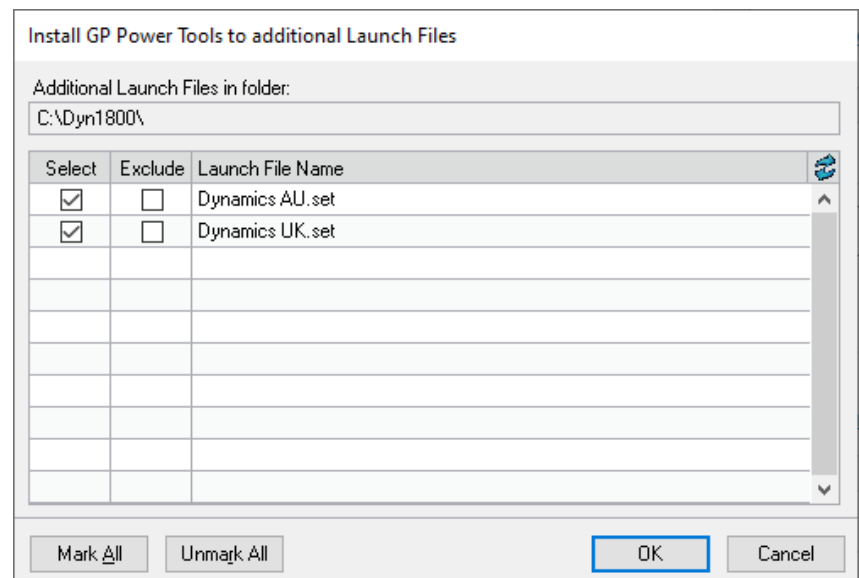 Install GP Power Tools to additional Launch Files
Additional Launch Files in folder:
C:\Dyn1800\
Select Exclude Launch File Name
Dynamics AU.set
Dynamics UK.set
Mark All Unmark All OK Cancel